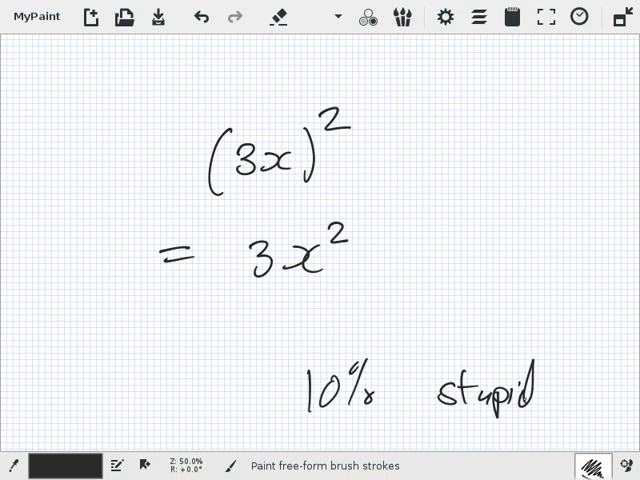 MyPaint
(3x)²
= 3x²
10% stupid
Z: 50.0%
R: +0.0°
Paint free-form brush strokes